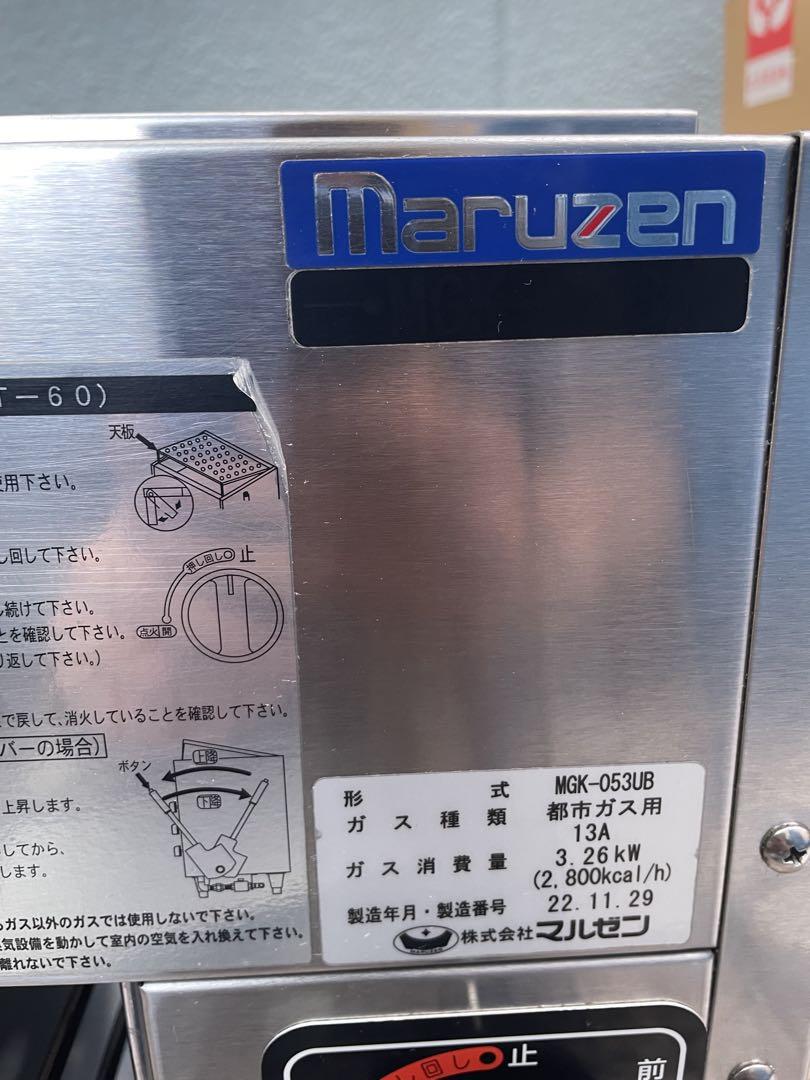 maruzen
T－60）
天板
使用下さい。
し回して下さい。
押し回し 止
し続けて下さい。
とを確認して下さい。
点火 開
り返して下さい。）
で戻して、消火していることを確認して下さい。
バーの場合）
ボタン
上昇
下降
上昇します。
してから、
します。
ガス以外のガスでは使用しないで下さい。
気設備を動かして室内の空気を入れ換えて下さい。
離れないで下さい。
形式 MGK-053UB
ガス種類 都市ガス用
13A
ガス消費量 3.26kW
(2,800kcal/h)
製造年月・製造番号 22.11.29
MARUZEN 株式会社マルゼン
し回し 止
前